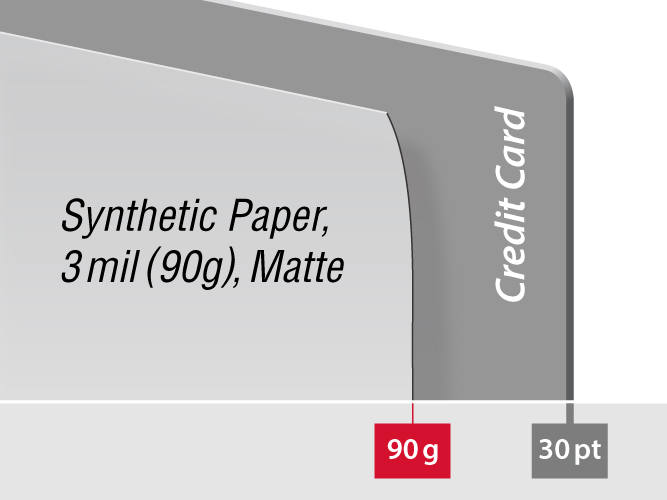 Synthetic Paper,
3 mil (90g), Matte
Credit Card
90 g
30 pt